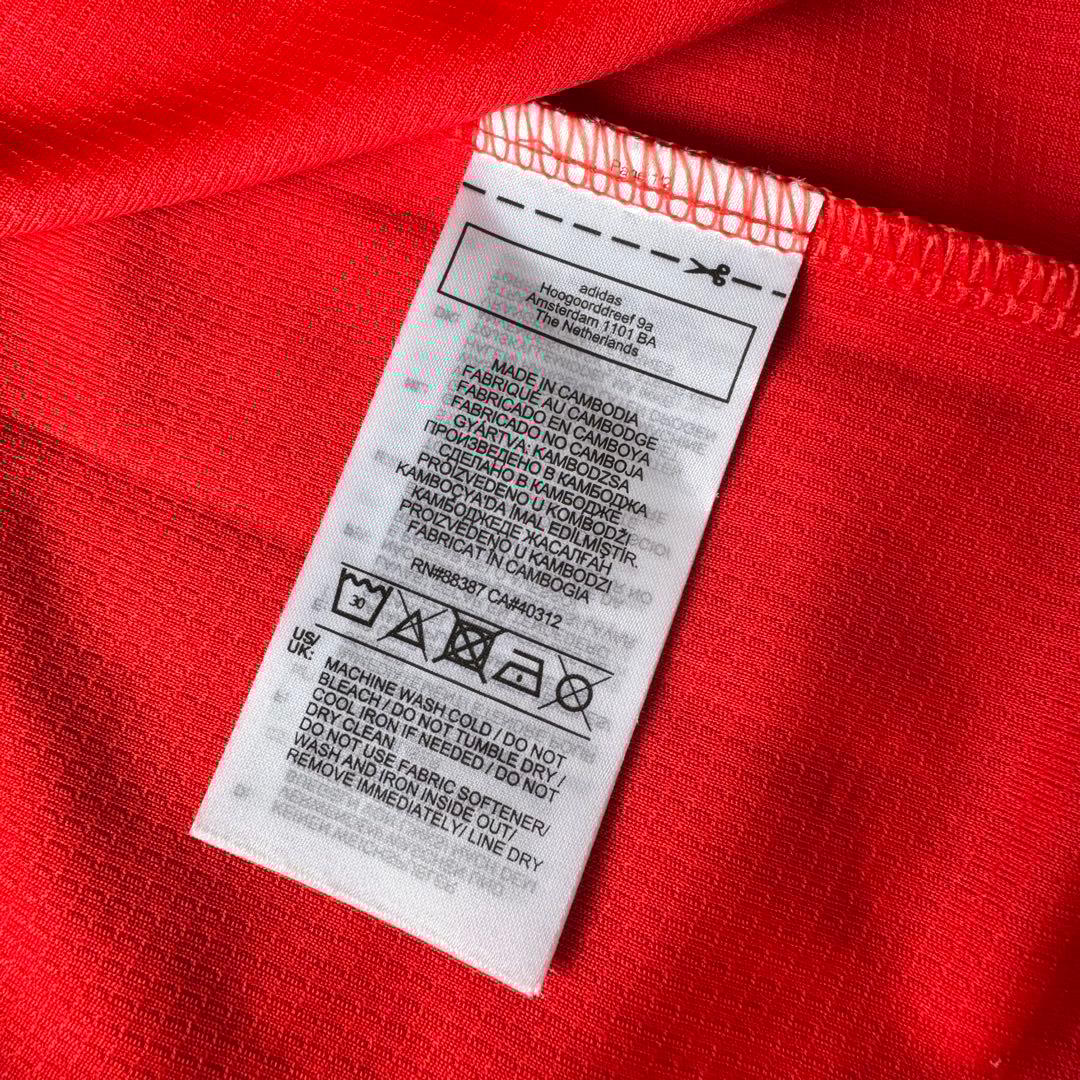 adidas
Hoogoorddreef 9a
Amsterdam 1101 BA
The Netherlands
MADE IN CAMBODIA
FABRIQUÉ AU CAMBODGE
FABRICADO EN CAMBOYA
FABRICADO NO CAMBOJA
GYÁRTVA: KAMBODZSA
ПРОИЗВЕДЕНО В КАМБОДЖА
СДЕЛАНО В КАМБОДЖЕ
PROIZVEDENO U KOMBODŽI
KAMBOÇYA'DA İMAL EDİLMİŞTİR.
КАМБОДЖЕДЕ ЖАСАЛҒАН
PROIZVEDENO U KAMBODZI
FABRICAT ÎN CAMBOGIA
RN#88387 CA#40312
30
US/
UK:
MACHINE WASH COLD / DO NOT
BLEACH / DO NOT TUMBLE DRY /
COOL IRON IF NEEDED / DO NOT
DRY CLEAN
DO NOT USE FABRIC SOFTENER/
WASH AND IRON INSIDE OUT/
REMOVE IMMEDIATELY/ LINE DRY